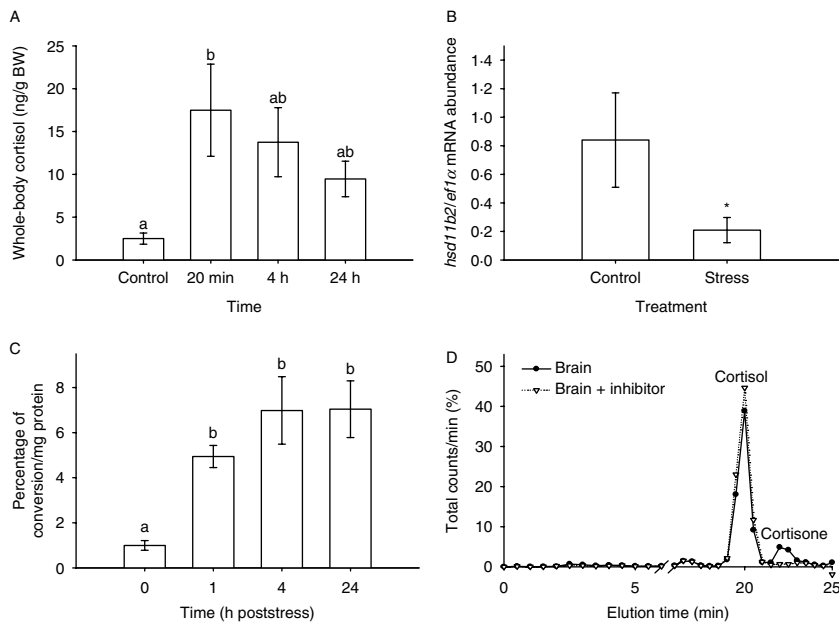 A
Whole-body cortisol (ng/g BW)
25
20
15
10
5
0
a
b
ab
ab
Control 20 min 4 h 24 h
Time
B
hsd11b2/ef1α mRNA abundance
1·4
1·2
1·0
0·8
0·6
0·4
0·2
0·0
*
Control Stress
Treatment
C
Percentage of
conversion/mg protein
8
6
4
2
0
a
b
b
b
0 1 4 24
Time (h poststress)
D
Total counts/min (%)
50
40
30
20
10
0
Brain
Brain + inhibitor
Cortisol
Cortisone
0 5 20 25
Elution time (min)